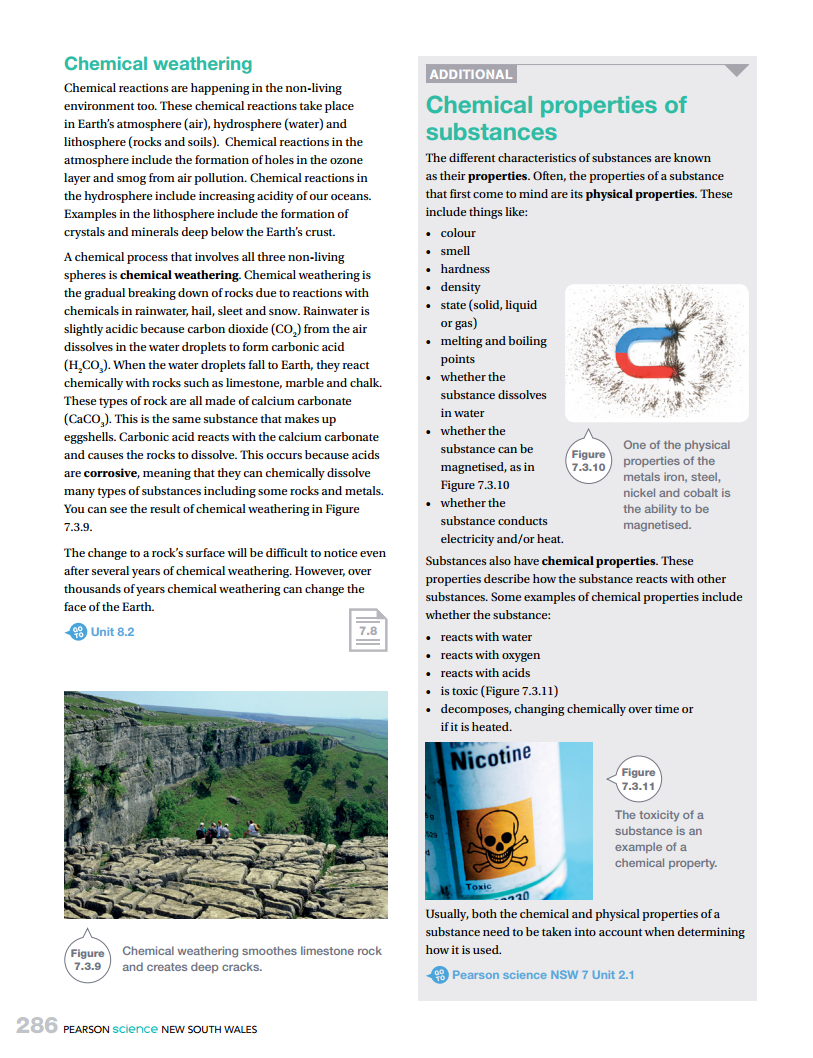 Chemical weathering
Chemical reactions are happening in the non-living
environment too. These chemical reactions take place
in Earth's atmosphere (air), hydrosphere (water) and
lithosphere (rocks and soils).  Chemical reactions in the
atmosphere include the formation of holes in the ozone
layer and smog from air pollution. Chemical reactions in
the hydrosphere include increasing acidity of our oceans.
Examples in the lithosphere include the formation of
crystals and minerals deep below the Earth's crust.
A chemical process that involves all three non-living
spheres is chemical weathering. Chemical weathering is
the gradual breaking down of rocks due to reactions with
chemicals in rainwater, hail, sleet and snow. Rainwater is
slightly acidic because carbon dioxide (CO₂) from the air
dissolves in the water droplets to form carbonic acid
(H₂CO₃). When the water droplets fall to Earth, they react
chemically with rocks such as limestone, marble and chalk.
These types of rock are all made of calcium carbonate
(CaCO₃). This is the same substance that makes up
eggshells. Carbonic acid reacts with the calcium carbonate
and causes the rocks to dissolve. This occurs because acids
are corrosive, meaning that they can chemically dissolve
many types of substances including some rocks and metals.
You can see the result of chemical weathering in Figure
7.3.9.
The change to a rock's surface will be difficult to notice even
after several years of chemical weathering. However, over
thousands of years chemical weathering can change the
face of the Earth.
GO TO Unit 8.2
7.8
Figure
7.3.9
Chemical weathering smoothes limestone rock
and creates deep cracks.
ADDITIONAL
Chemical properties of
substances
The different characteristics of substances are known
as their properties. Often, the properties of a substance
that first come to mind are its physical properties. These
include things like:
• colour
• smell
• hardness
• density
• state (solid, liquid
or gas)
• melting and boiling
points
• whether the
substance dissolves
in water
• whether the
substance can be
magnetised, as in
Figure 7.3.10
• whether the
substance conducts
electricity and/or heat.
Figure
7.3.10
One of the physical
properties of the
metals iron, steel,
nickel and cobalt is
the ability to be
magnetised.
Substances also have chemical properties. These
properties describe how the substance reacts with other
substances. Some examples of chemical properties include
whether the substance:
• reacts with water
• reacts with oxygen
• reacts with acids
• is toxic (Figure 7.3.11)
• decomposes, changing chemically over time or
if it is heated.
Nicotine
Toxic
Figure
7.3.11
The toxicity of a
substance is an
example of a
chemical property.
Usually, both the chemical and physical properties of a
substance need to be taken into account when determining
how it is used.
GO TO Pearson science NSW 7 Unit 2.1
286 PEARSON science NEW SOUTH WALES